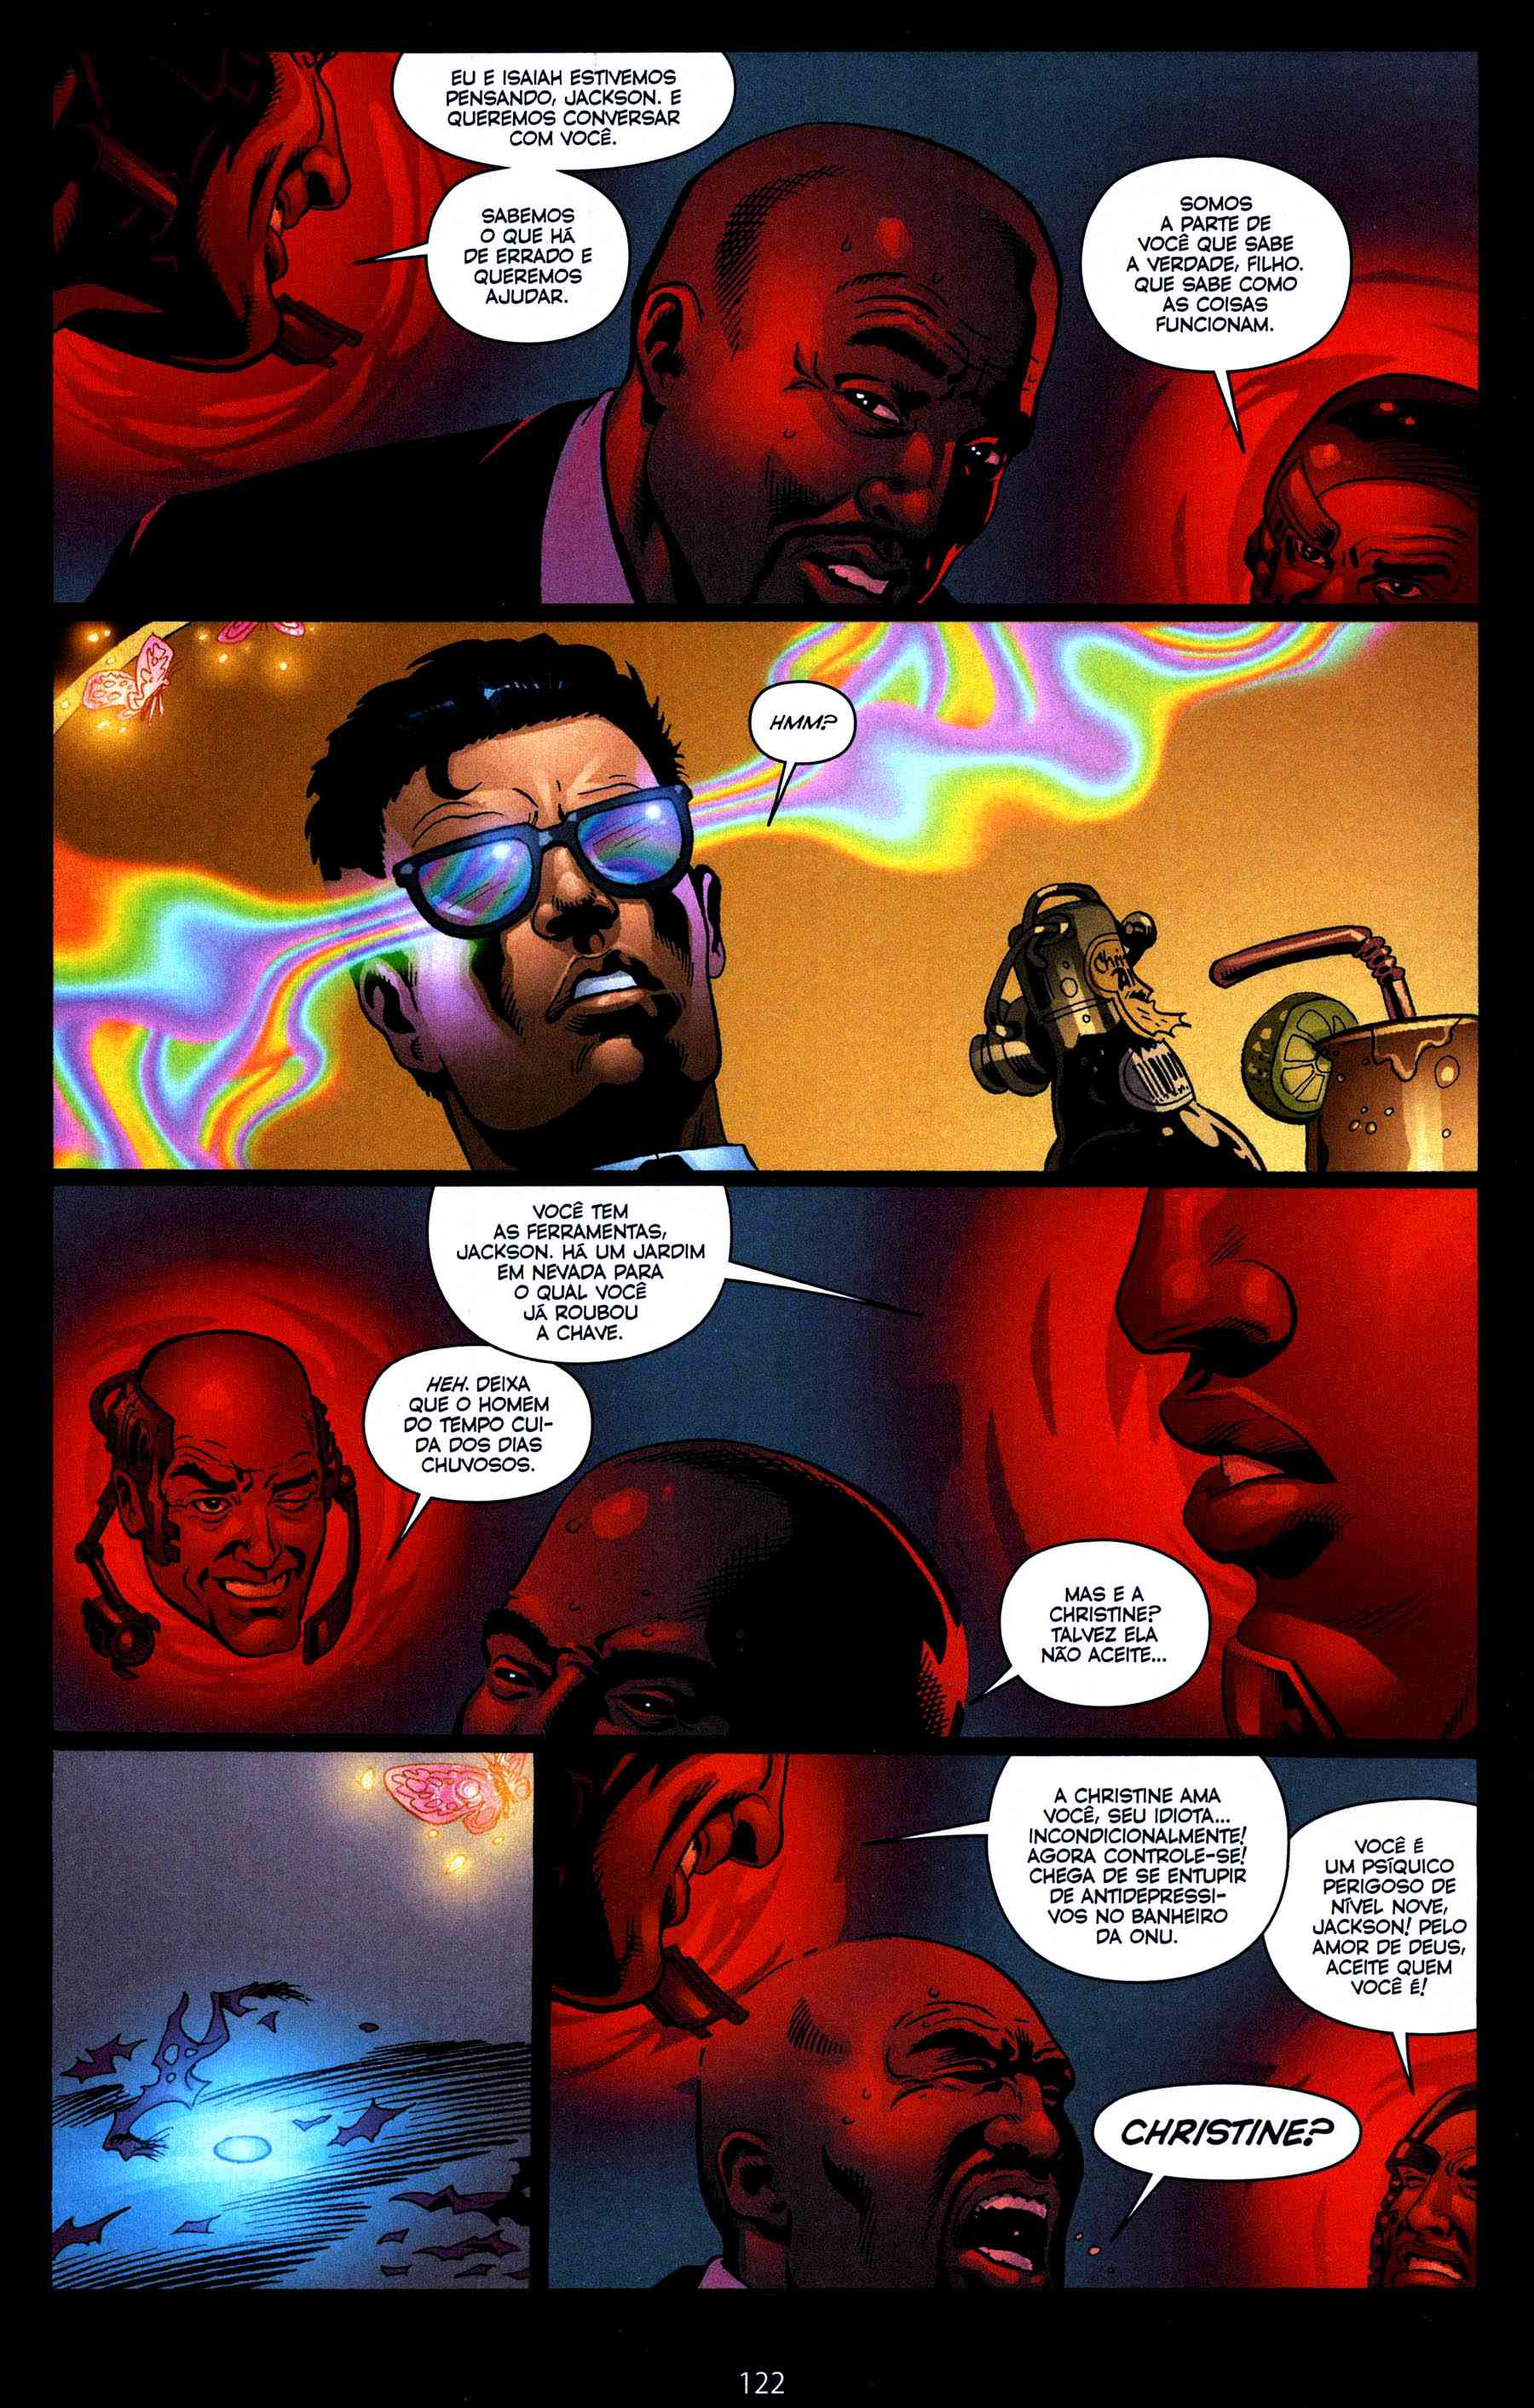 EU E ISAIAH ESTIVEMOS
PENSANDO, JACKSON. E
QUEREMOS CONVERSAR
COM VOCÊ.
SABEMOS
O QUE HÁ
DE ERRADO E
QUEREMOS
AJUDAR.
SOMOS
A PARTE DE
VOCÊ QUE SABE
A VERDADE, FILHO.
QUE SABE COMO
AS COISAS
FUNCIONAM.
HMM?
VOCÊ TEM
AS FERRAMENTAS,
JACKSON. HÁ UM JARDIM
EM NEVADA PARA
O QUAL VOCÊ
JÁ ROUBOU
A CHAVE.
HEH. DEIXA
QUE O HOMEM
DO TEMPO CUI-
DA DOS DIAS
CHUVOSOS.
MAS E A
CHRISTINE?
TALVEZ ELA
NÃO ACEITE...
A CHRISTINE AMA
VOCÊ, SEU IDIOTA...
INCONDICIONALMENTE!
AGORA CONTROLE-SE!
CHEGA DE SE ENTUPIR
DE ANTIDEPRESSI-
VOS NO BANHEIRO
DA ONU.
VOCÊ É
UM PSÍQUICO
PERIGOSO DE
NÍVEL NOVE,
JACKSON! PELO
AMOR DE DEUS,
ACEITE QUEM
VOCÊ É!
CHRISTINE?
122